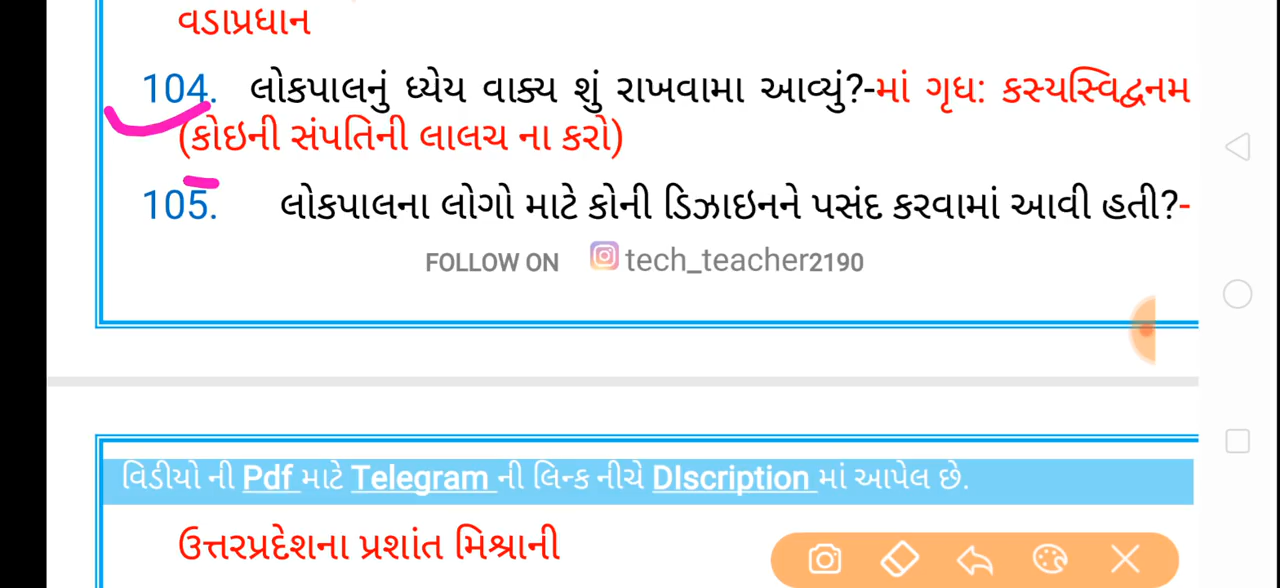 વડાપ્રધાન
104. લોકપાલનું ધ્યેય વાક્ય શું રાખવામા આવ્યું?-માં ગૃધ: કસ્યસ્વિદ્વનમ
(કોઇની સંપતિની લાલચ ના કરો)
105. લોકપાલના લોગો માટે કોની ડિઝાઇનને પસંદ કરવામાં આવી હતી?-
FOLLOW ON tech_teacher2190
વિડીયો ની Pdf માટે Telegram ની લિન્ક નીચે DIscription માં આપેલ છે.
ઉત્તરપ્રદેશના પ્રશાંત મિશ્રાની